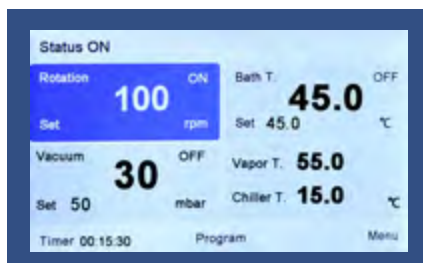 Status ON
Rotation ON
100
Set rpm
Bath T. OFF
45.0
Set 45.0 °C
Vacuum OFF
30
Set 50 mbar
Vapor T. 55.0
Chiller T. 15.0 °C
Timer 00:15:30 Program Menu